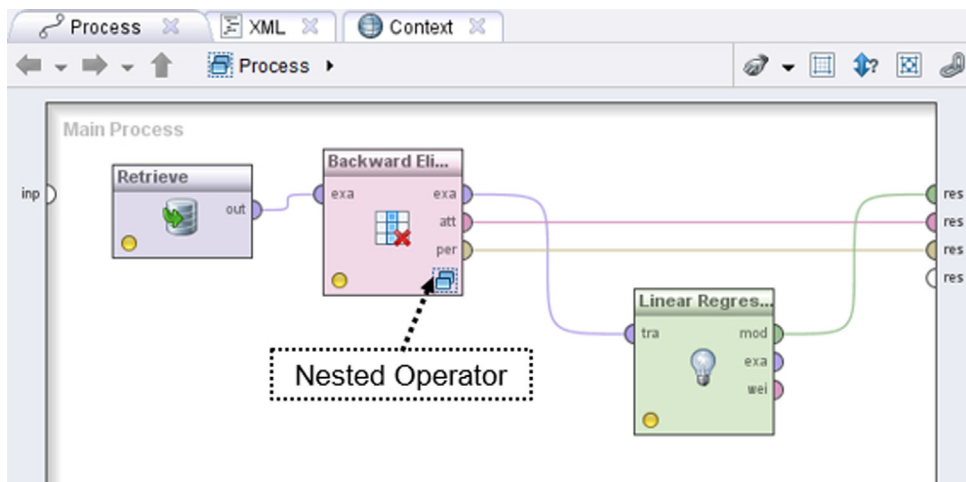 Process
XML
Context
Process
Main Process
inp
Retrieve
out
Backward Eli...
exa
exa
att
per
Nested Operator
Linear Regres...
tra
mod
exa
wei
res
res
res
res